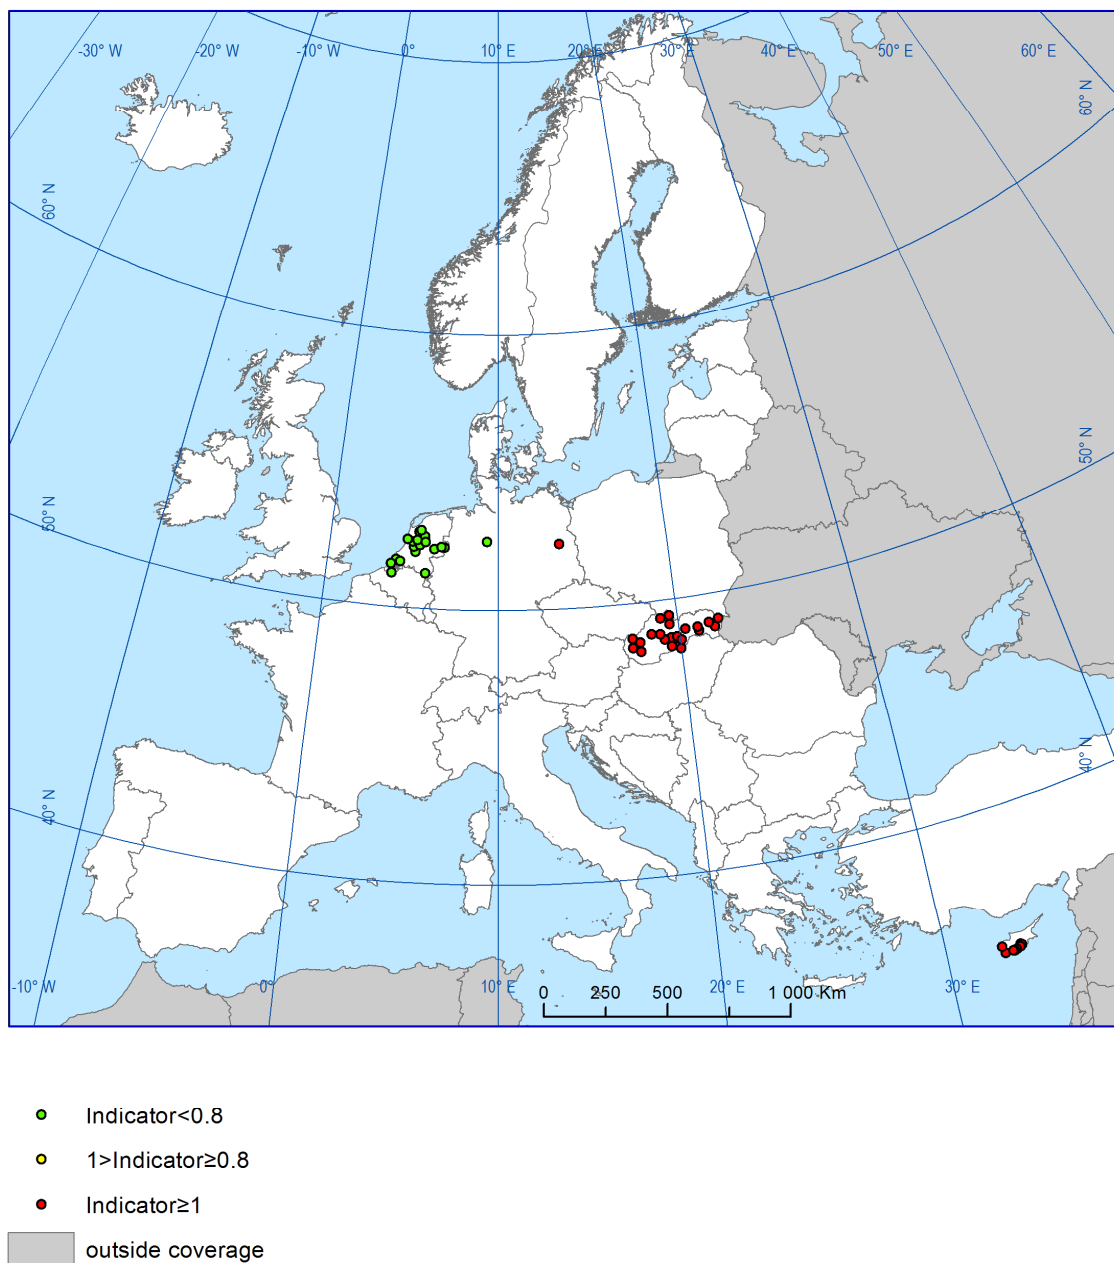 -30° W -20° W -10° W 0° 10° E 20° E 30° E 40° E 50° E 60° E
60° N
60° N
50° N
50° N
40° N
40° N
-10° W 0° 10° E 20° E 30° E
0 250 500 1 000 Km
Indicator<0.8
1>Indicator≥0.8
Indicator≥1
outside coverage